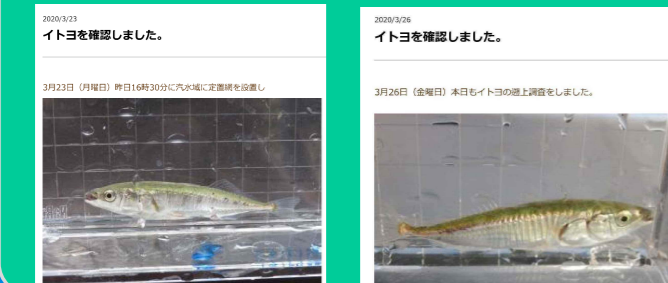 2020/3/23
イトヨを確認しました。
3月23日（月曜日）昨日16時30分に汽水域に定置網を設置し
2020/3/26
イトヨを確認しました。
3月26日（金曜日）本日もイトヨの遡上調査をしました。